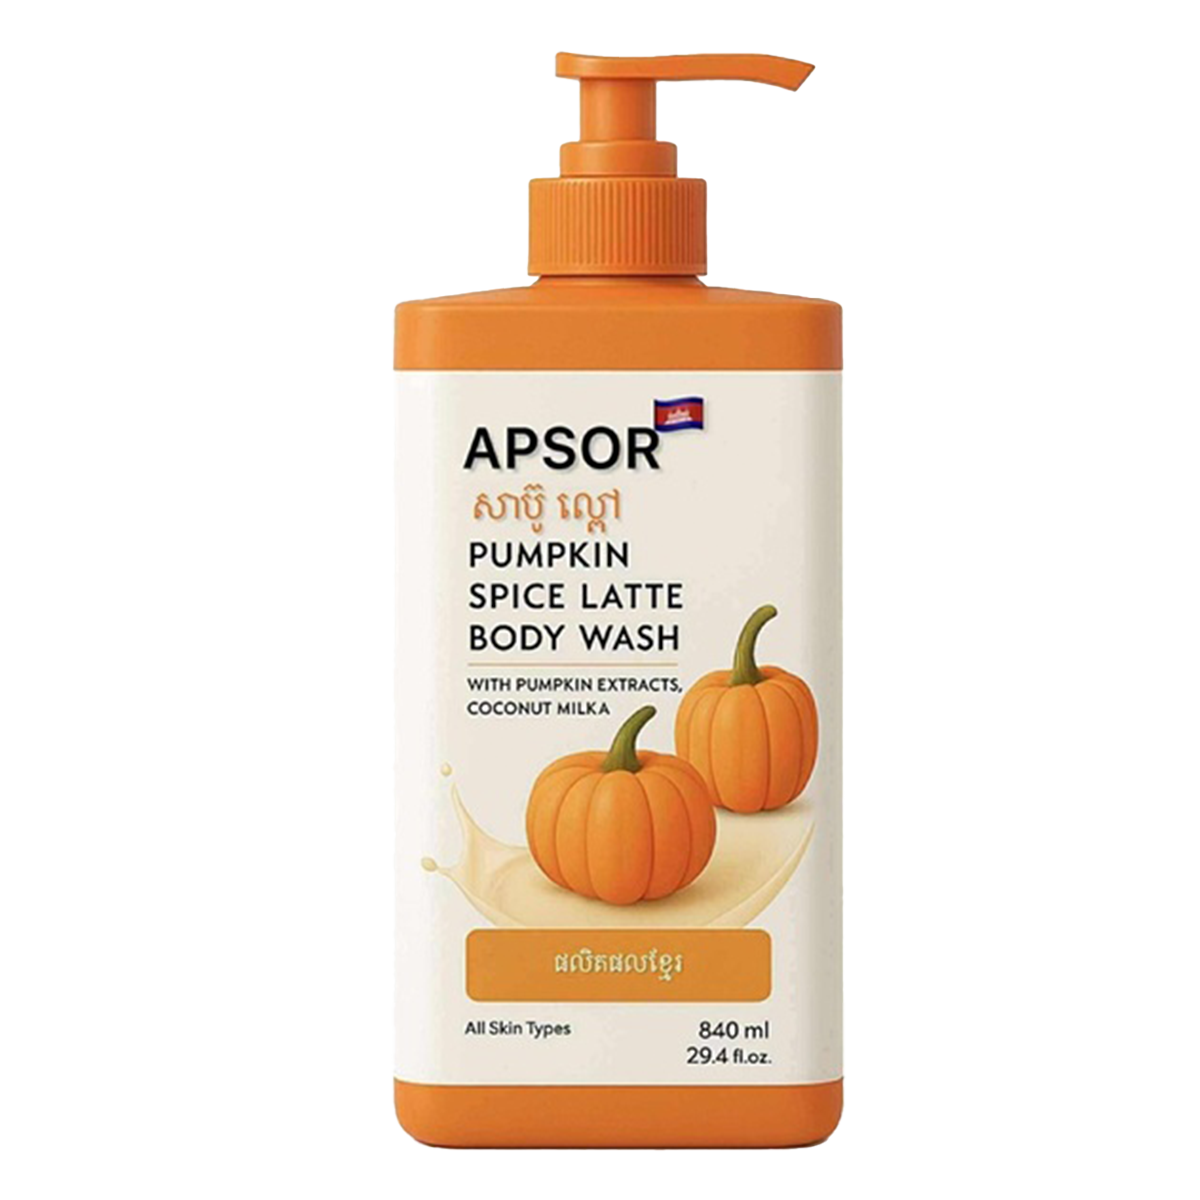 APSOR
សាប៊ូ ល្ពៅ
PUMPKIN
SPICE LATTE
BODY WASH
WITH PUMPKIN EXTRACTS,
COCONUT MILKA
ផលិតផលខ្មែរ
All Skin Types
840 ml
29.4 fl.oz.